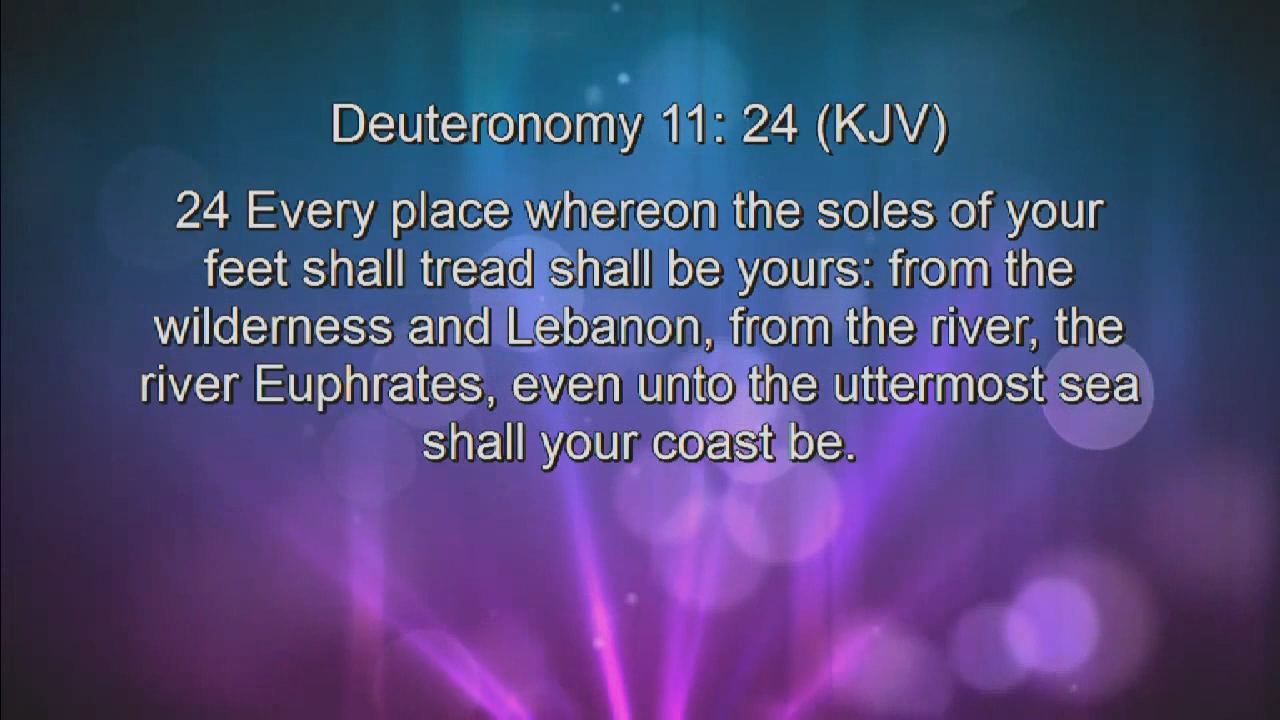 Deuteronomy 11: 24 (KJV)
24 Every place whereon the soles of your
feet shall tread shall be yours: from the
wilderness and Lebanon, from the river, the
river Euphrates, even unto the uttermost sea
shall your coast be.